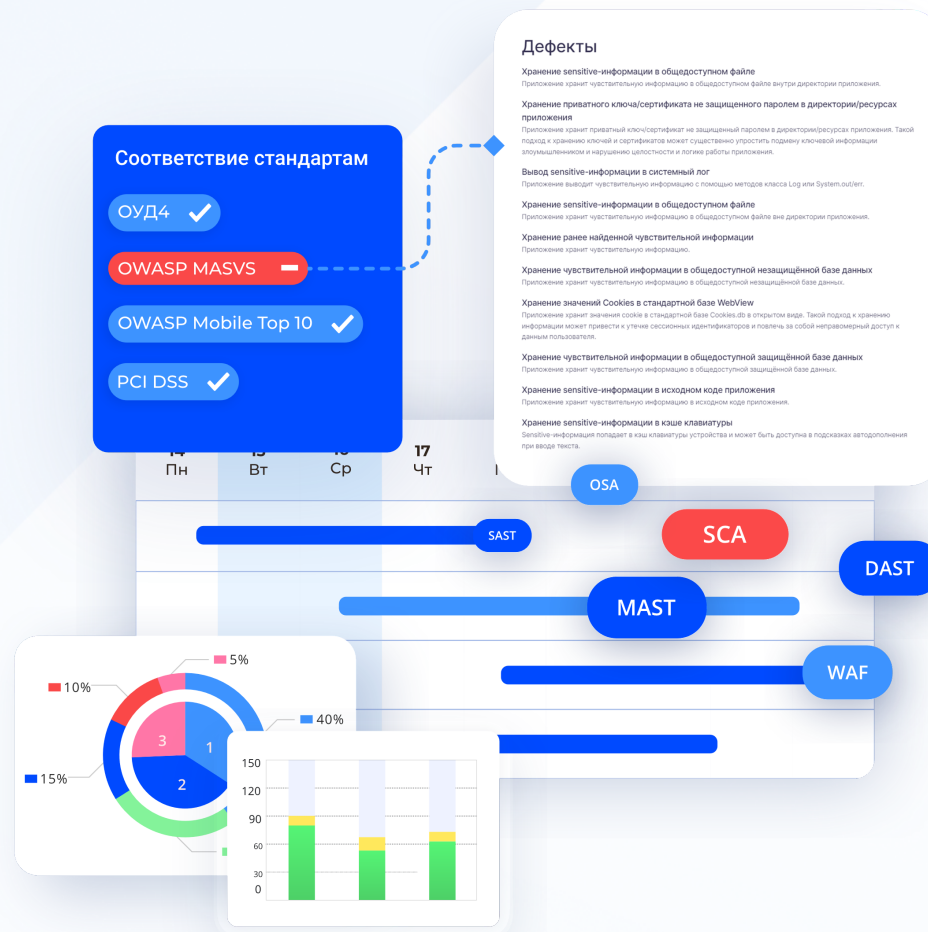 Дефекты
Хранение sensitive-информации в общедоступном файле
Приложение хранит чувствительную информацию в общедоступном файле внутри директории приложения.
Хранение приватного ключа/сертификата не защищенного паролем в директории/ресурсах
приложения
Приложение хранит приватный ключ/сертификат не защищенный паролем в директории/ресурсах приложения. Такой
подход к хранению ключей и сертификатов может существенно упростить подмену ключевой информации
злоумышленником и нарушению целостности и логике работы приложения.
Вывод sensitive-информации в системный лог
Приложение выводит чувствительную информацию с помощью методов класса Log или System.out/err.
Хранение sensitive-информации в общедоступном файле
Приложение хранит чувствительную информацию в общедоступном файле вне директории приложения.
Хранение ранее найденной чувствительной информации
Приложение хранит чувствительную информацию.
Хранение чувствительной информации в общедоступной незащищённой базе данных
Приложение хранит чувствительную информацию в общедоступной незащищённой базе данных.
Хранение значений Cookies в стандартной базе WebView
Приложение хранит значения cookie в стандартной базе Cookies.db в открытом виде. Такой подход к хранению
информации может привести к утечке сессионных идентификаторов и повлечь за собой неправомерный доступ к
данным пользователя.
Хранение чувствительной информации в общедоступной защищённой базе данных
Приложение хранит чувствительную информацию в общедоступной защищённой базе данных.
Хранение sensitive-информации в исходном коде приложения
Приложение хранит чувствительную информацию в исходном коде приложения.
Хранение sensitive-информации в кэше клавиатуры
Sensitive-информация попадает в кэш клавиатуры устройства и может быть доступна в подсказках автодополнения
при вводе текста.
Соответствие стандартам
ОУД4
OWASP MASVS
OWASP Mobile Top 10
PCI DSS
17
Пн
Вт
Ср
Чт
OSA
SAST
SCA
DAST
MAST
WAF
5%
10%
40%
15%
3
1
2
150
120
90
60
30
0